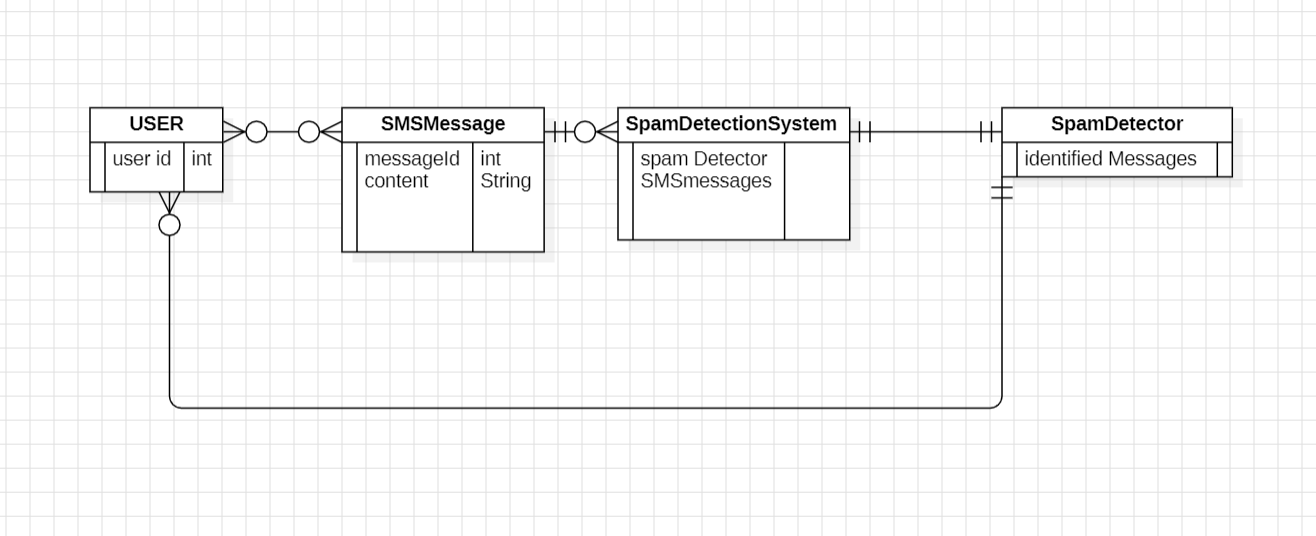 USER
user id int
SMSMessage
messageId int
content String
SpamDetectionSystem
spam Detector
SMSmessages
SpamDetector
identified Messages